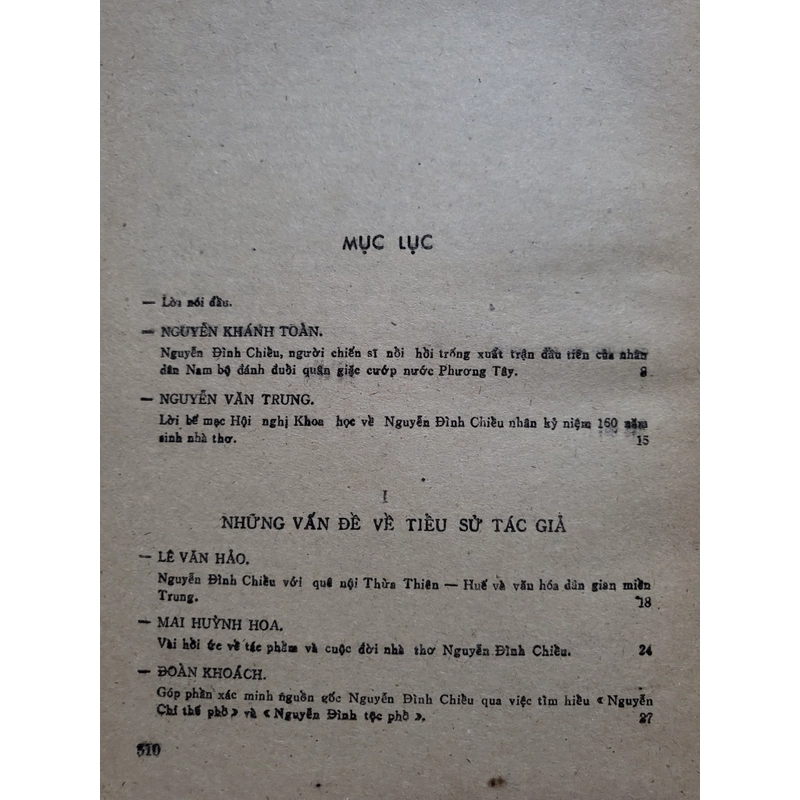 MỤC LỤC
— Lời nói đầu.
— NGUYỄN KHÁNH TOÀN.
Nguyễn Đình Chiểu, người chiến sĩ nổi hồi trống xuất trận đầu tiên của nhân
dân Nam bộ đánh đuổi quân giặc cướp nước Phương Tây. 9
— NGUYỄN VĂN TRUNG.
Lời bế mạc Hội nghị Khoa học về Nguyễn Đình Chiểu nhân kỷ niệm 160 năm
sinh nhà thơ. 15
I
NHỮNG VẤN ĐỀ VỀ TIỂU SỬ TÁC GIẢ
— LÊ VĂN HẢO.
Nguyễn Đình Chiểu với quê nội Thừa Thiên — Huế và văn hóa dân gian miền
Trung. 18
— MAI HUỲNH HOA.
Vài hồi ức về tác phẩm và cuộc đời nhà thơ Nguyễn Đình Chiểu. 24
— ĐOÀN KHOÁCH.
Góp phần xác minh nguồn gốc Nguyễn Đình Chiểu qua việc tìm hiểu « Nguyễn
Chi thế phổ » và « Nguyễn Đình tộc phổ ». 27
510